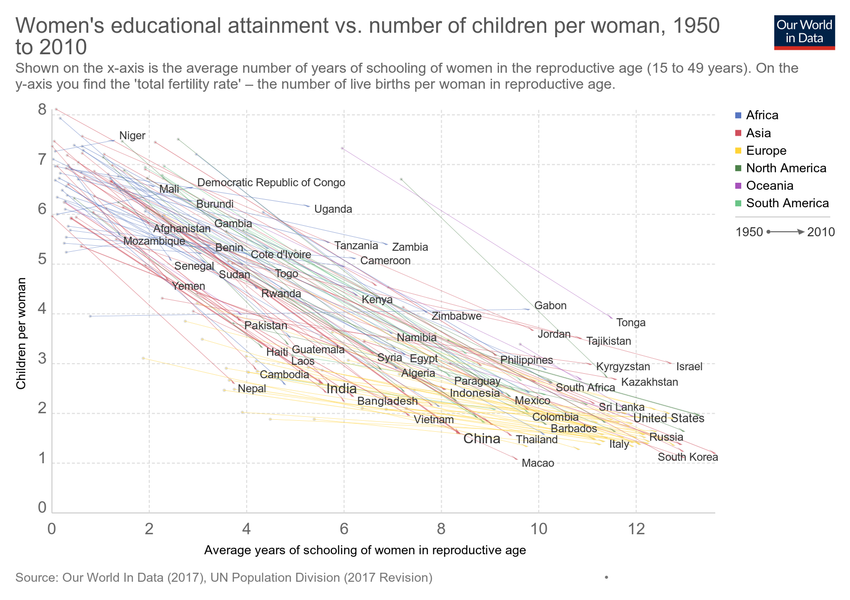 Women's educational attainment vs. number of children per woman, 1950
to 2010
Our World
in Data
Shown on the x-axis is the average number of years of schooling of women in the reproductive age (15 to 49 years). On the
y-axis you find the 'total fertility rate' – the number of live births per woman in reproductive age.
8
7
6
5
4
3
2
1
0
Children per woman
Niger
Mali
Democratic Republic of Congo
Burundi
Uganda
Afghanistan
Gambia
Mozambique
Benin
Cote d'Ivoire
Tanzania
Zambia
Cameroon
Senegal
Sudan
Togo
Yemen
Rwanda
Kenya
Gabon
Zimbabwe
Tonga
Pakistan
Namibia
Jordan
Tajikistan
Haiti
Guatemala
Laos
Syria
Egypt
Philippines
Kyrgyzstan
Israel
Cambodia
Algeria
Paraguay
Kazakhstan
Nepal
India
Indonesia
South Africa
Bangladesh
Mexico
Sri Lanka
Vietnam
Colombia
United States
Barbados
China
Thailand
Italy
Russia
Macao
South Korea
0
2
4
6
8
10
12
Average years of schooling of women in reproductive age
Africa
Asia
Europe
North America
Oceania
South America
1950
2010
Source: Our World In Data (2017), UN Population Division (2017 Revision)